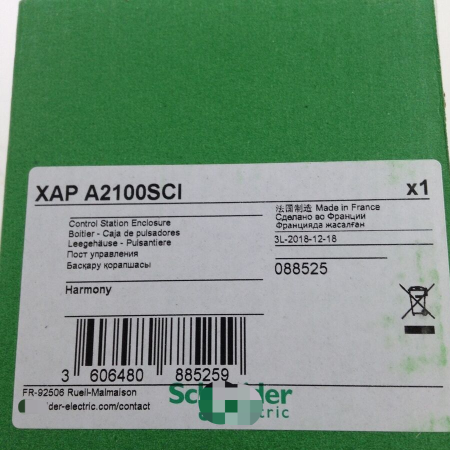 XAP A2100SCI
x1
Control Station Enclosure
Boîtier - Caja de pulsadores
Leegehäuse - Pulsantiere
Пост управления
Басқару қорапшасы
Harmony
法国制造 Made in France
Сделано во Франции
Францияда жасалған
3L-2018-12-18
088525
3 606480 885259
FR-92506 Rueil-Malmaison
der-electric.com/contact